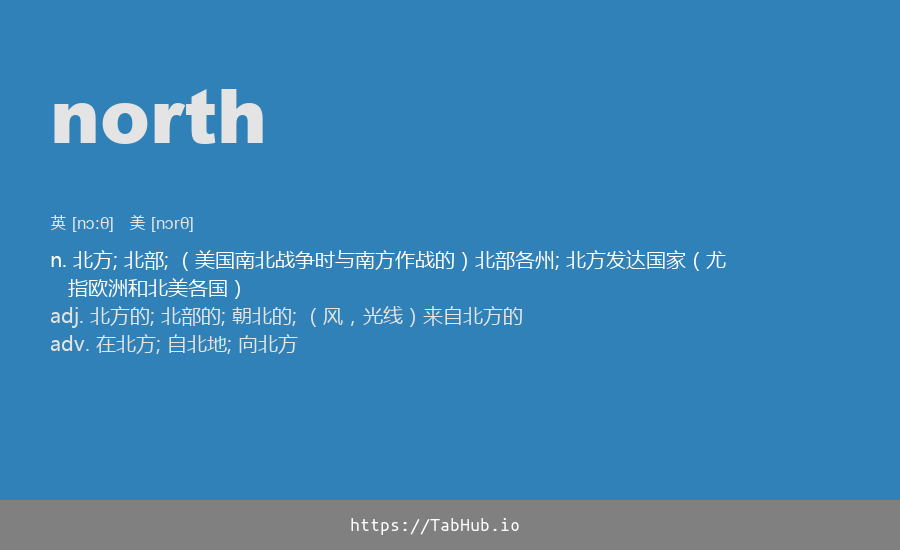 north
英 [nɔːθ] 美 [nɔrθ]
n. 北方; 北部; （美国南北战争时与南方作战的）北部各州; 北方发达国家（尤
指欧洲和北美各国）
adj. 北方的; 北部的; 朝北的; （风，光线）来自北方的
adv. 在北方; 自北地; 向北方
https://TabHub.io